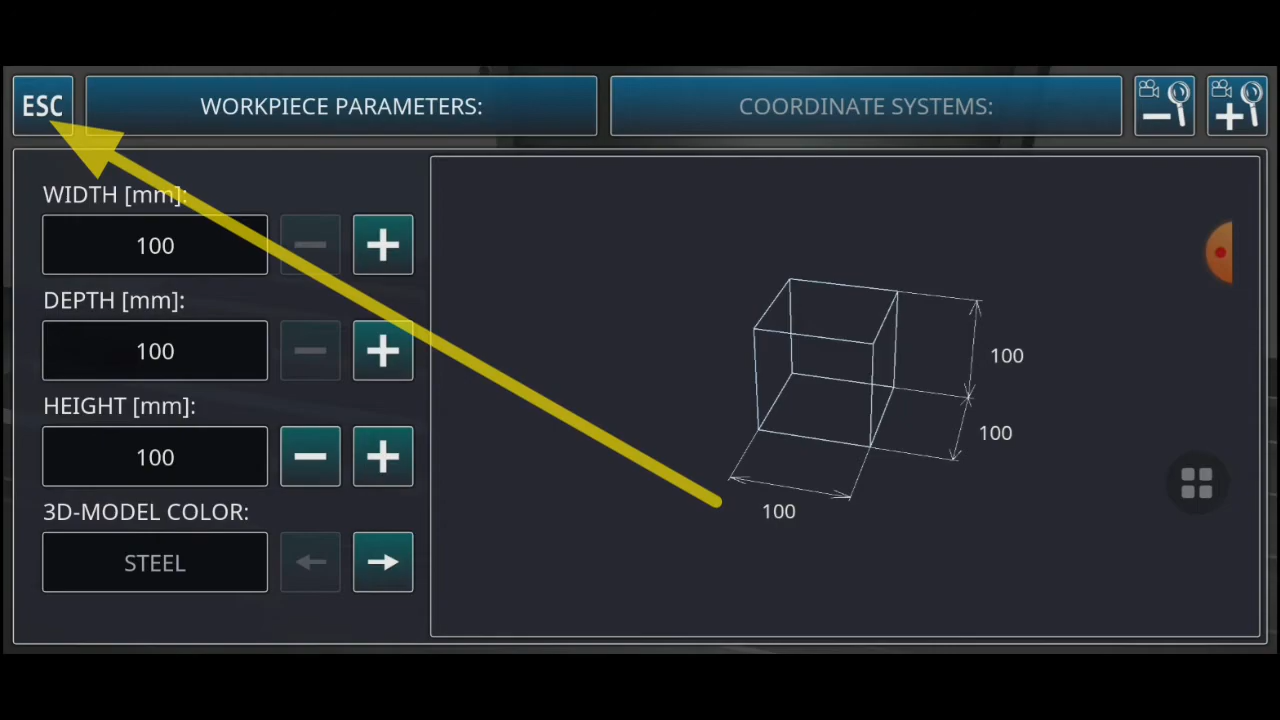 ESC
WORKPIECE PARAMETERS:
COORDINATE SYSTEMS:
WIDTH [mm]:
100
DEPTH [mm]:
100
HEIGHT [mm]:
100
3D-MODEL COLOR:
STEEL
100
100
100